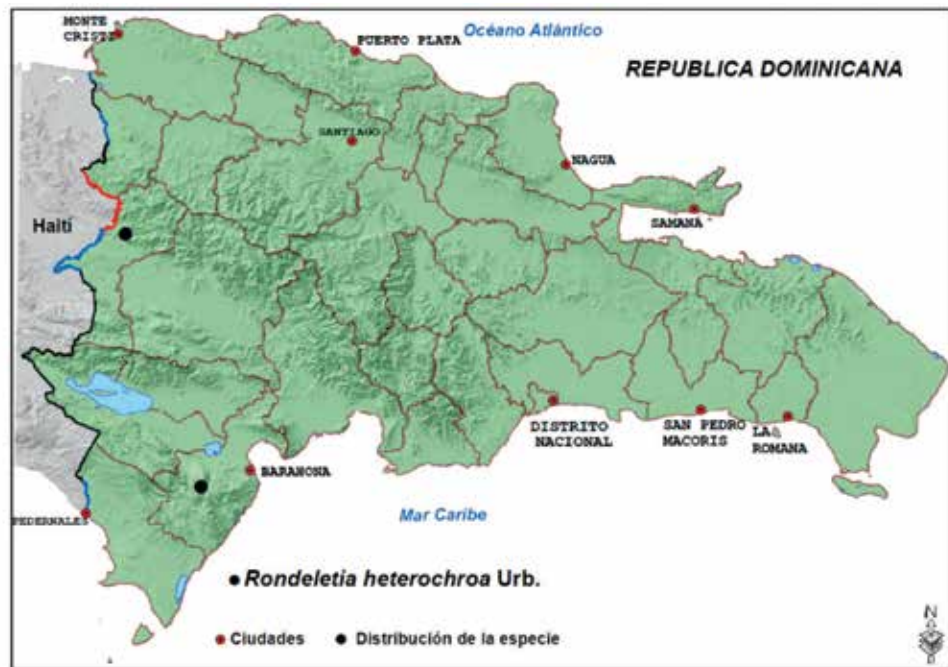 MONTE
CRISTI
Océano Atlántico
PUERTO PLATA
REPUBLICA DOMINICANA
SANTIAGO
NAGUA
SAMANA
Haití
DISTRITO
NACIONAL
SAN PEDRO
MACORIS
LA
ROMANA
BARAHONA
PEDERNALES
Mar Caribe
Rondeletia heterochroa Urb.
Ciudades
Distribución de la especie
N